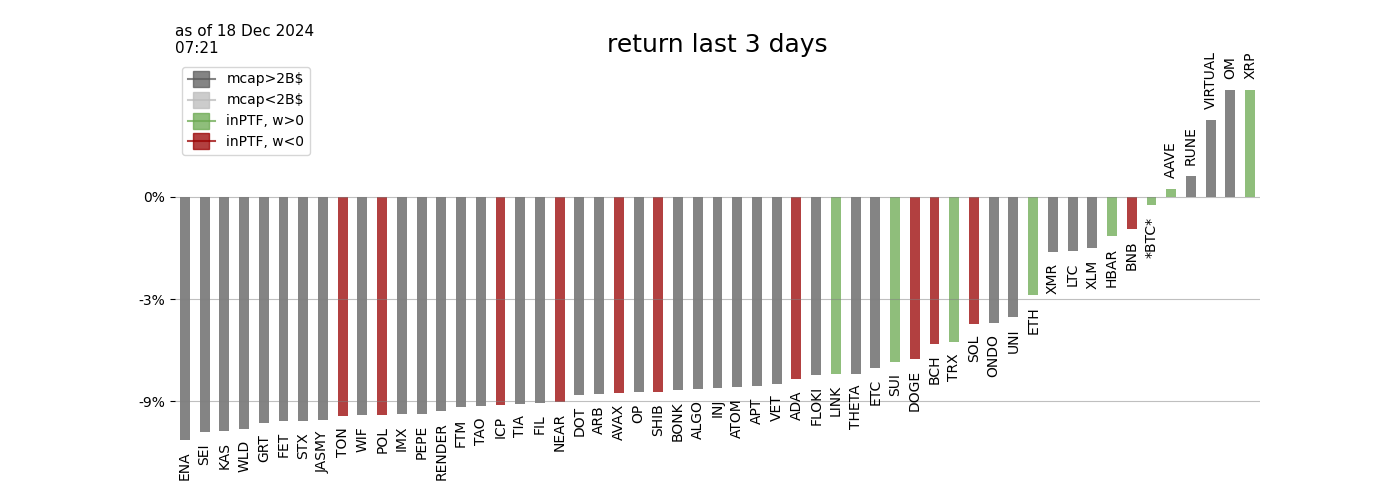 as of 18 Dec 2024
07:21
return last 3 days
mcap>2B$
mcap<2B$
inPTF, w>0
inPTF, w<0
0%
-3%
-9%
ENA
SEI
KAS
WLD
GRT
FET
STX
JASMY
TON
WIF
POL
IMX
PEPE
RENDER
FTM
TAO
ICP
TIA
FIL
NEAR
DOT
ARB
AVAX
OP
SHIB
BONK
ALGO
INJ
ATOM
APT
VET
ADA
FLOKI
LINK
THETA
ETC
SUI
DOGE
BCH
TRX
SOL
ONDO
UNI
ETH
XMR
LTC
XLM
HBAR
BNB
*BTC*
AAVE
RUNE
VIRTUAL
OM
XRP